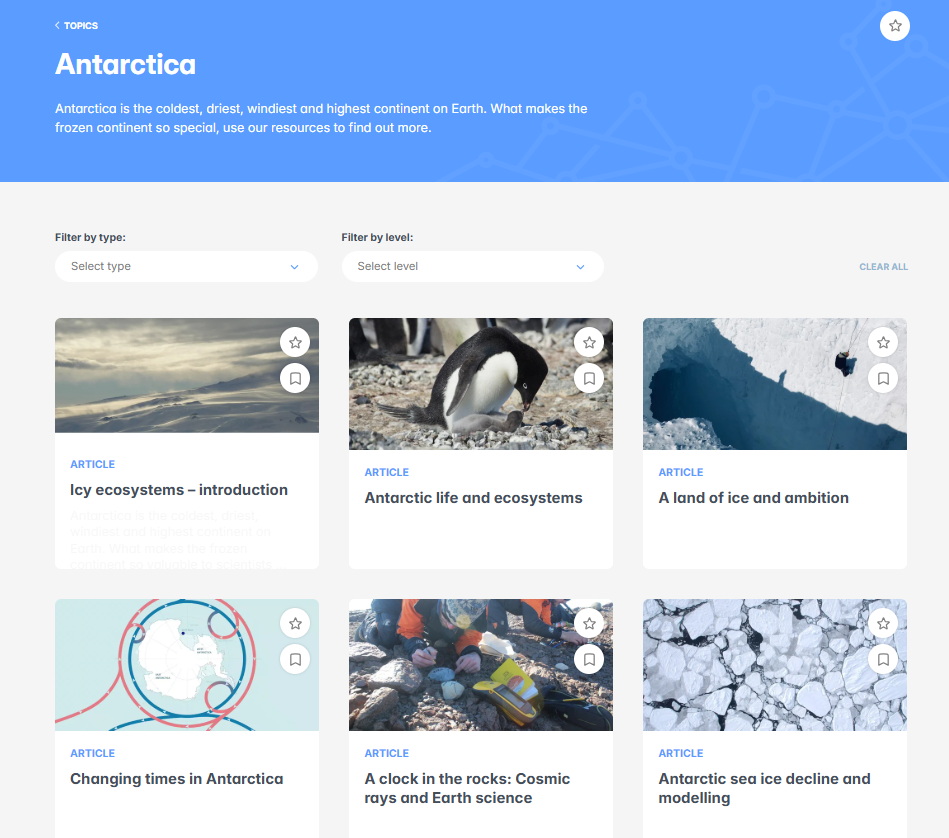 TOPICS
Antarctica
Antarctica is the coldest, driest, windiest and highest continent on Earth. What makes the
frozen continent so special, use our resources to find out more.
Filter by type:
Filter by level:
Select type
Select level
CLEAR ALL
ARTICLE
Icy ecosystems – introduction
Antarctica is the coldest, driest,
windiest and highest continent on
Earth. What makes the frozen
continent so valuable to scientists
ARTICLE
Antarctic life and ecosystems
ARTICLE
A land of ice and ambition
ARTICLE
Changing times in Antarctica
ARTICLE
A clock in the rocks: Cosmic
rays and Earth science
ARTICLE
Antarctic sea ice decline and
modelling